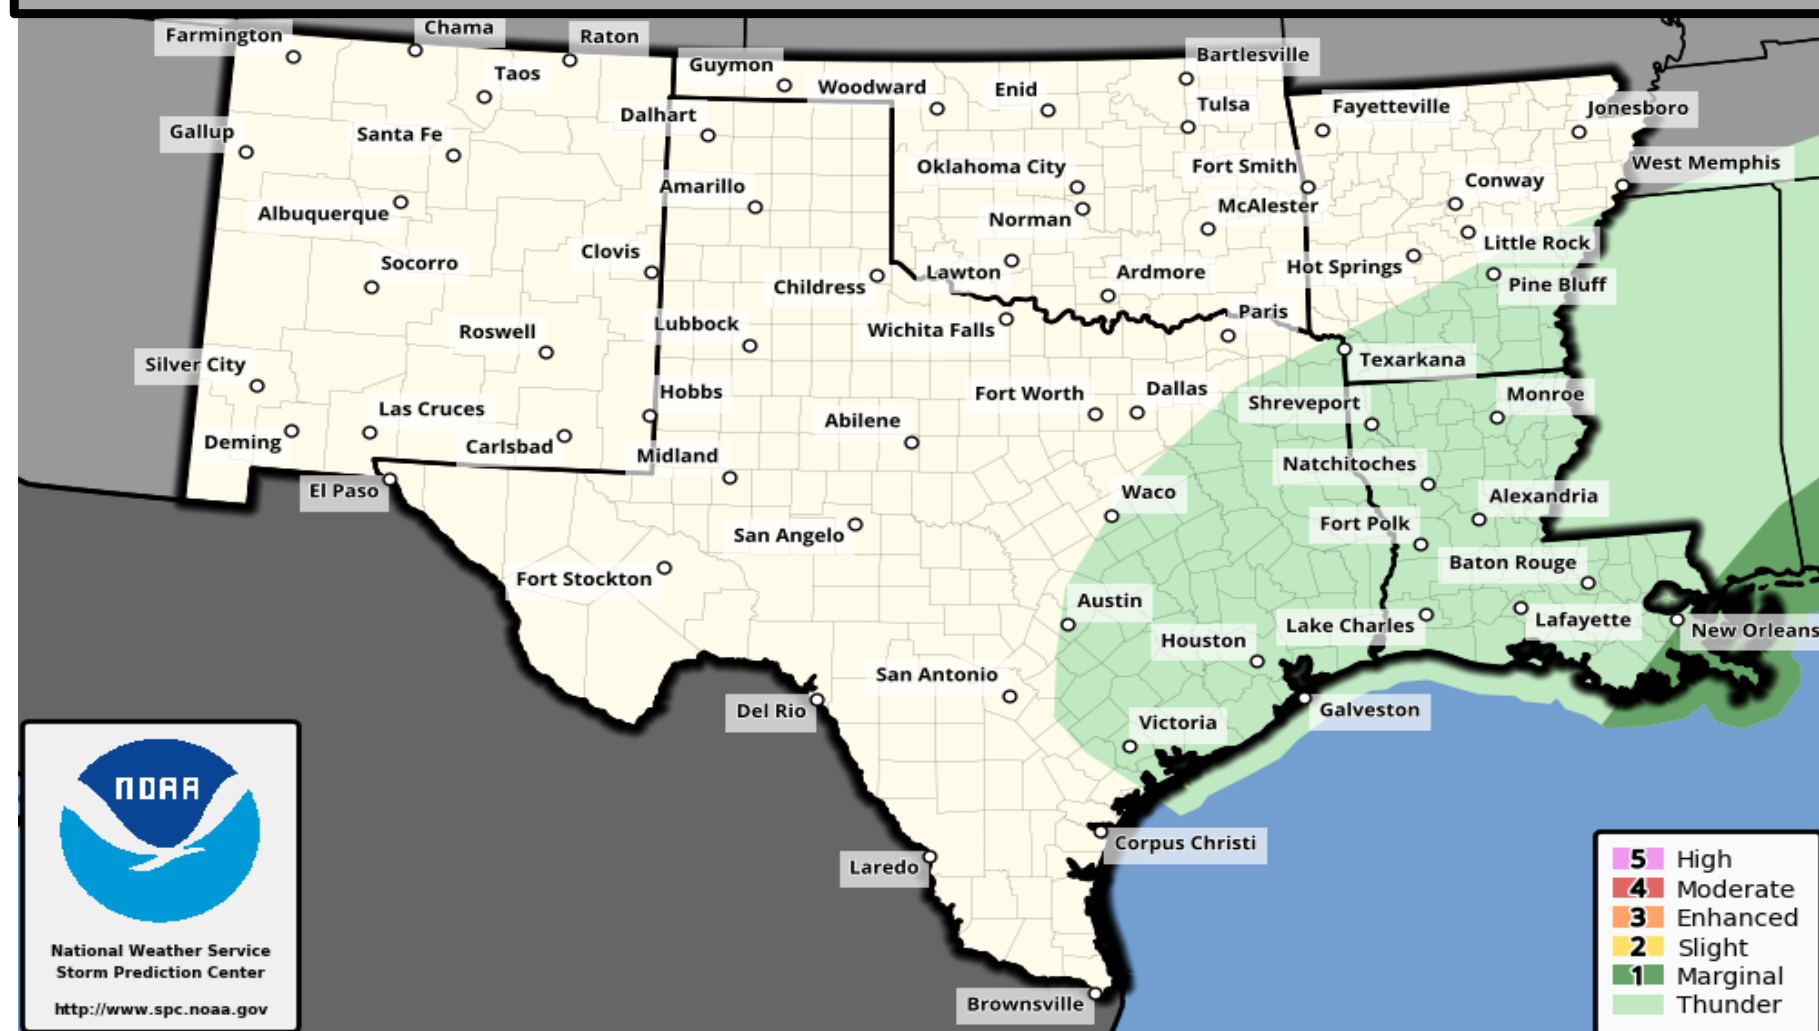 Farmington
Chama
Raton
Taos
Guymon
Woodward
Enid
Bartlesville
Tulsa
Fayetteville
Jonesboro
Gallup
Santa Fe
Dalhart
Oklahoma City
Fort Smith
Conway
West Memphis
Amarillo
Albuquerque
Norman
McAlester
Little Rock
Socorro
Clovis
Childress
Lawton
Ardmore
Hot Springs
Pine Bluff
Roswell
Lubbock
Wichita Falls
Paris
Texarkana
Silver City
Las Cruces
Hobbs
Fort Worth
Dallas
Shreveport
Monroe
Deming
Carlsbad
Midland
Abilene
Natchitoches
El Paso
San Angelo
Waco
Fort Polk
Alexandria
Fort Stockton
Austin
Baton Rouge
Houston
Lake Charles
Lafayette
New Orleans
San Antonio
Del Rio
Victoria
Galveston
Corpus Christi
Laredo
Brownsville
NOAA
National Weather Service
Storm Prediction Center
http://www.spc.noaa.gov
5 High
4 Moderate
3 Enhanced
2 Slight
1 Marginal
Thunder